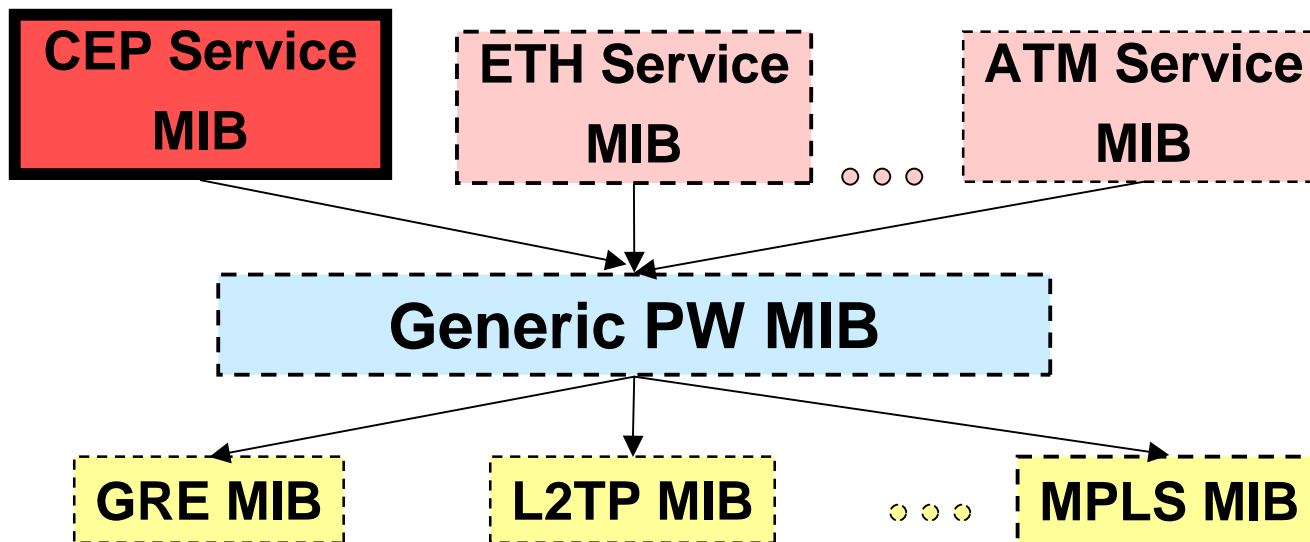 CEP Service
MIB
ETH Service
MIB
ATM Service
MIB
Generic PW MIB
GRE MIB
L2TP MIB
MPLS MIB